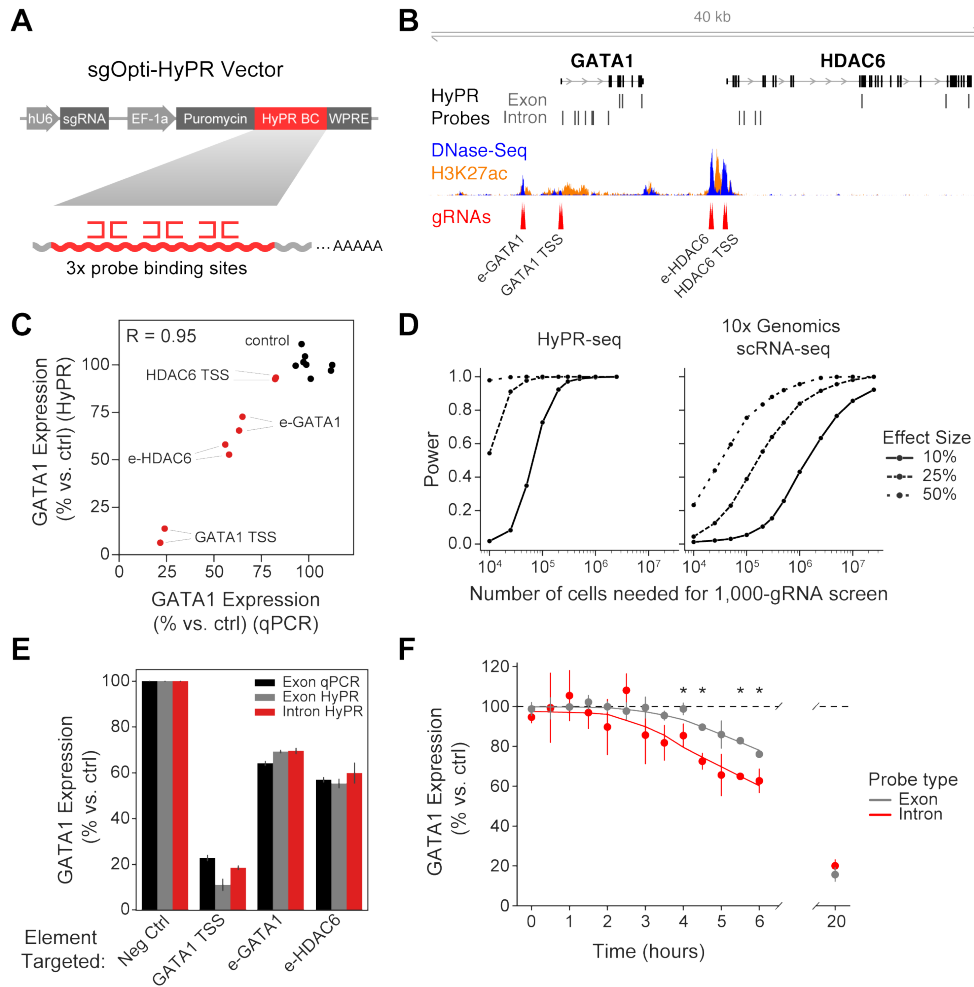 A
sgOpti-HyPR Vector
hU6 sgRNA EF-1a Puromycin HyPR BC WPRE
... AAAAA
3x probe binding sites
B
40 kb
GATA1 HDAC6
HyPR Exon
Probes Intron
DNase-Seq
H3K27ac
gRNAs
e-GATA1
GATA1 TSS
e-HDAC6
HDAC6 TSS
C
R = 0.95
control
HDAC6 TSS
e-GATA1
e-HDAC6
GATA1 TSS
GATA1 Expression
(% vs. ctrl) (HyPR)
100
75
50
25
0
0 25 50 75 100
GATA1 Expression
(% vs. ctrl) (qPCR)
D
HyPR-seq
10x Genomics
scRNA-seq
Power
1.0
0.8
0.6
0.4
0.2
0.0
10⁴ 10⁵ 10⁶ 10⁷
10⁴ 10⁵ 10⁶ 10⁷
Number of cells needed for 1,000-gRNA screen
Effect Size
10%
25%
50%
E
Exon qPCR
Exon HyPR
Intron HyPR
GATA1 Expression
(% vs. ctrl)
100
80
60
40
20
0
Element
Targeted:
Neg Ctrl
GATA1 TSS
e-GATA1
e-HDAC6
F
GATA1 Expression
(% vs. ctrl)
120
100
80
60
40
20
0
* * * *
0 1 2 3 4 5 6 20
Time (hours)
Probe type
Exon
Intron